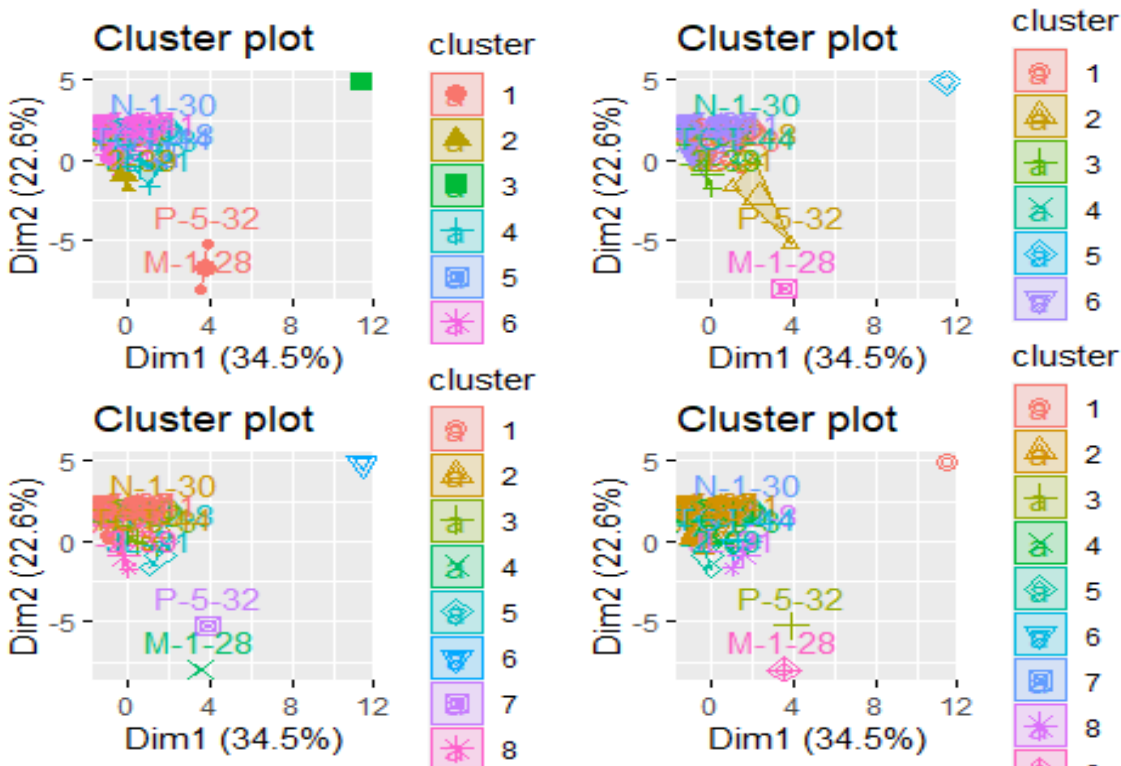 Cluster plot
cluster
5
0
-5
Dim2 (22.6%)
N-1-30
P-5-32
M-1-28
0
4
8
12
Dim1 (34.5%)
1
2
3
4
5
6
Cluster plot
cluster
5
0
-5
Dim2 (22.6%)
N-1-30
P-5-32
M-1-28
0
4
8
12
Dim1 (34.5%)
1
2
3
4
5
6
Cluster plot
cluster
5
0
-5
Dim2 (22.6%)
N-1-30
P-5-32
M-1-28
0
4
8
12
Dim1 (34.5%)
1
2
3
4
5
6
7
8
Cluster plot
cluster
5
0
-5
Dim2 (22.6%)
N-1-30
P-5-32
M-1-28
0
4
8
12
Dim1 (34.5%)
1
2
3
4
5
6
7
8